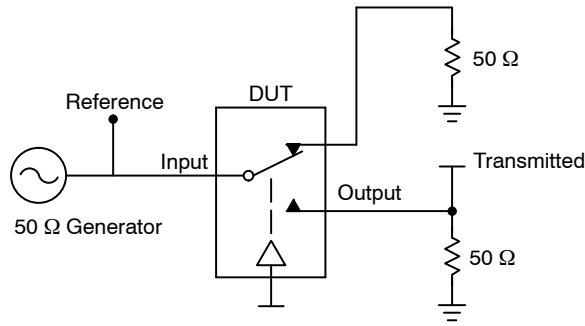 50 Ω
DUT
Reference
Input
Transmitted
Output
50 Ω Generator
50 Ω